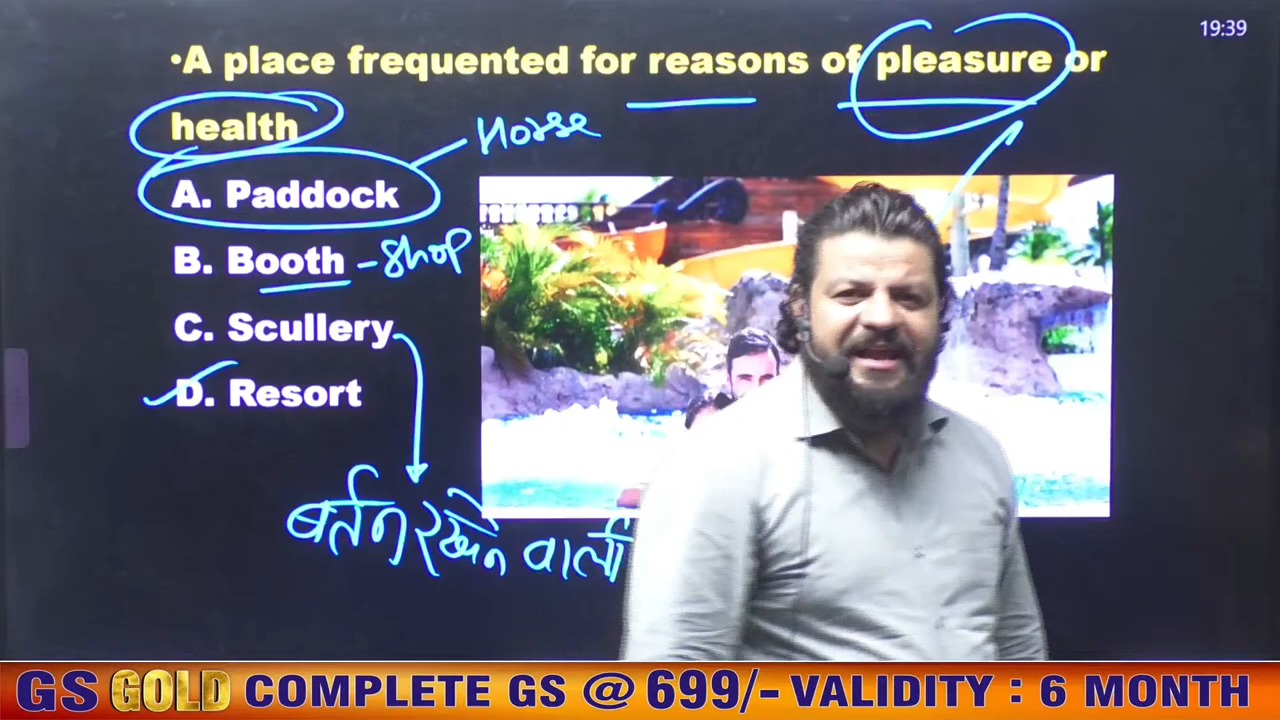 19:39
•A place frequented for reasons of pleasure or
health
Horse
A. Paddock
B. Booth - Shop
C. Scullery
D. Resort
बर्तन रखने वाली
GS GOLD COMPLETE GS @ 699/- VALIDITY : 6 MONTH